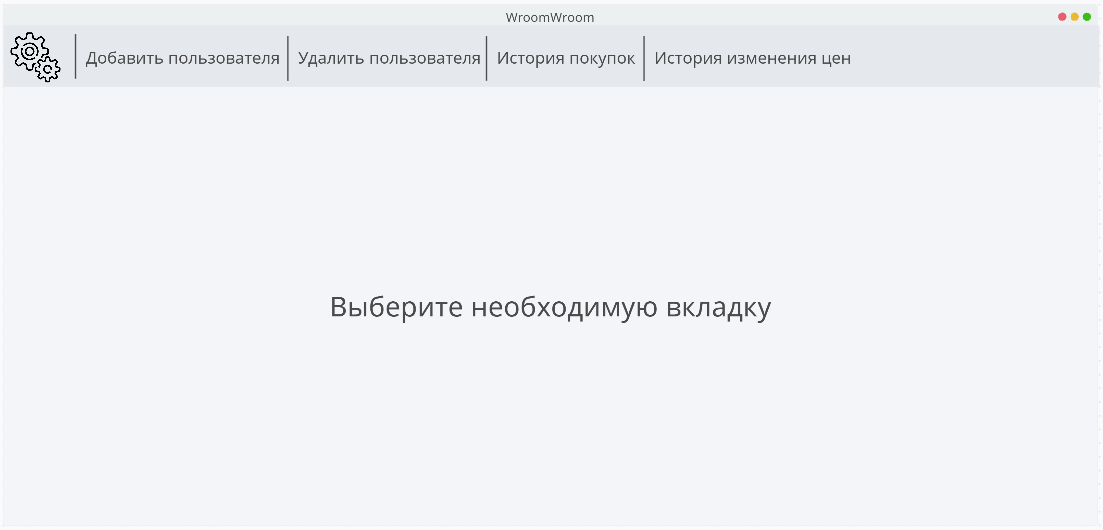 WroomWroom
Добавить пользователя
Удалить пользователя
История покупок
История изменения цен
Выберите необходимую вкладку